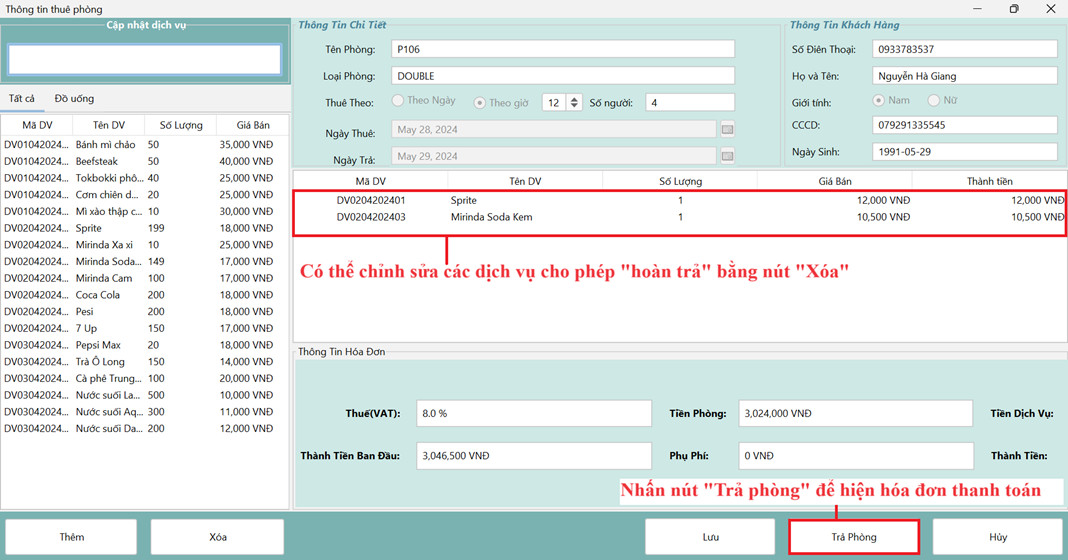 Thông tin thuê phòng
Cập nhật dịch vụ
Tất cả Đồ uống
Mã DV Tên DV Số Lượng Giá Bán
DV01042024... Bánh mì chảo 50 35,000 VNĐ
DV01042024... Beefsteak 50 40,000 VNĐ
DV01042024... Tokbokki phô... 40 25,000 VNĐ
DV01042024... Cơm chiên d... 20 25,000 VNĐ
DV01042024... Mì xào thập c... 10 30,000 VNĐ
DV02042024... Sprite 199 18,000 VNĐ
DV02042024... Mirinda Xa xi 10 25,000 VNĐ
DV02042024... Mirinda Soda... 149 17,000 VNĐ
DV02042024... Mirinda Cam 100 17,000 VNĐ
DV02042024... Coca Cola 200 18,000 VNĐ
DV02042024... Pesi 200 18,000 VNĐ
DV02042024... 7 Up 150 17,000 VNĐ
DV03042024... Pepsi Max 20 18,000 VNĐ
DV03042024... Trà Ô Long 150 14,000 VNĐ
DV03042024... Cà phê Trung... 100 20,000 VNĐ
DV03042024... Nước suối La... 500 10,000 VNĐ
DV03042024... Nước suối Aq... 300 11,000 VNĐ
DV03042024... Nước suối Da... 200 12,000 VNĐ
Thông Tin Chi Tiết
Tên Phòng: P106
Loại Phòng: DOUBLE
Thuê Theo: Theo Ngày Theo giờ 12 Số người: 4
Ngày Thuê: May 28, 2024
Ngày Trả: May 29, 2024
Thông Tin Khách Hàng
Số Điên Thoại: 0933783537
Họ và Tên: Nguyễn Hà Giang
Giới tính: Nam Nữ
CCCD: 079291335545
Ngày Sinh: 1991-05-29
Mã DV Tên DV Số Lượng Giá Bán Thành tiền
DV0204202401 Sprite 1 12,000 VNĐ 12,000 VNĐ
DV0204202403 Mirinda Soda Kem 1 10,500 VNĐ 10,500 VNĐ
Có thể chỉnh sửa các dịch vụ cho phép "hoàn trả" bằng nút "Xóa"
Thông Tin Hóa Đơn
Thuế(VAT): 8.0 % Tiền Phòng: 3,024,000 VNĐ Tiền Dịch Vụ:
Thành Tiền Ban Đầu: 3,046,500 VNĐ Phụ Phí: 0 VNĐ Thành Tiền:
Nhấn nút "Trả phòng" để hiện hóa đơn thanh toán
Thêm Xóa Lưu Trả Phòng Hủy